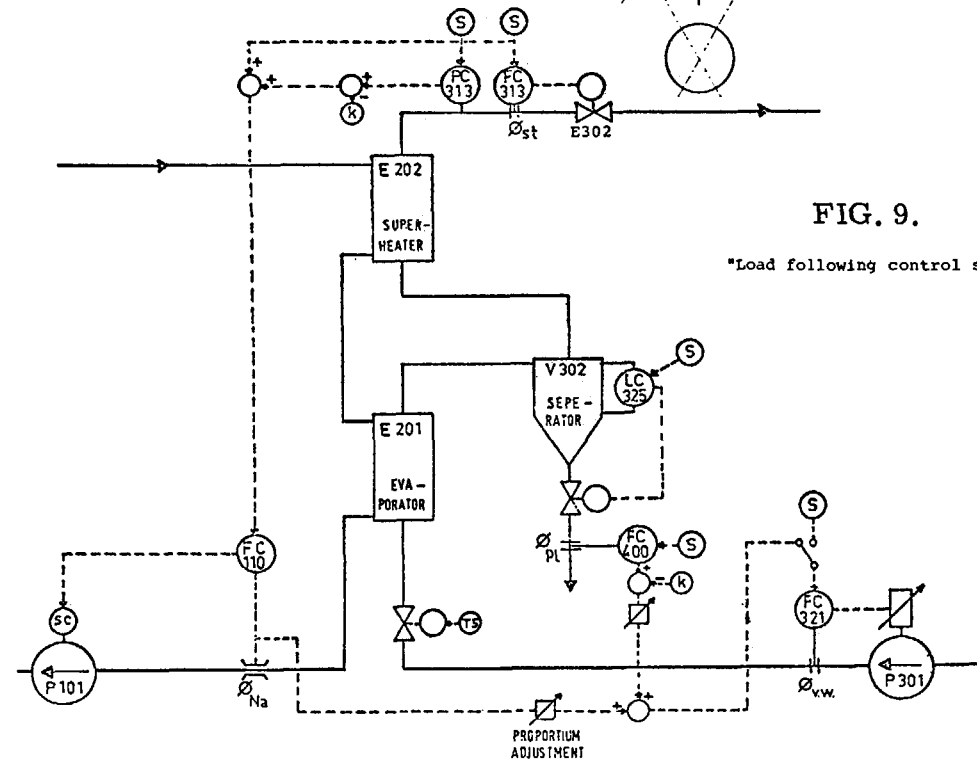 S
S
+
+
+
-
k
PC
313
FC
313
Øst
E302
E 202
SUPER-
HEATER
FIG. 9.
"Load following control s
V 302
SEPE-
RATOR
LC
325
S
E 201
EVA-
PORATOR
FC
110
SC
P101
ØNa
TS
Øpl
FC
400
S
+
-
k
S
FC
321
Øv.w.
P301
+
+
PROPORTIUM
ADJUSTMENT